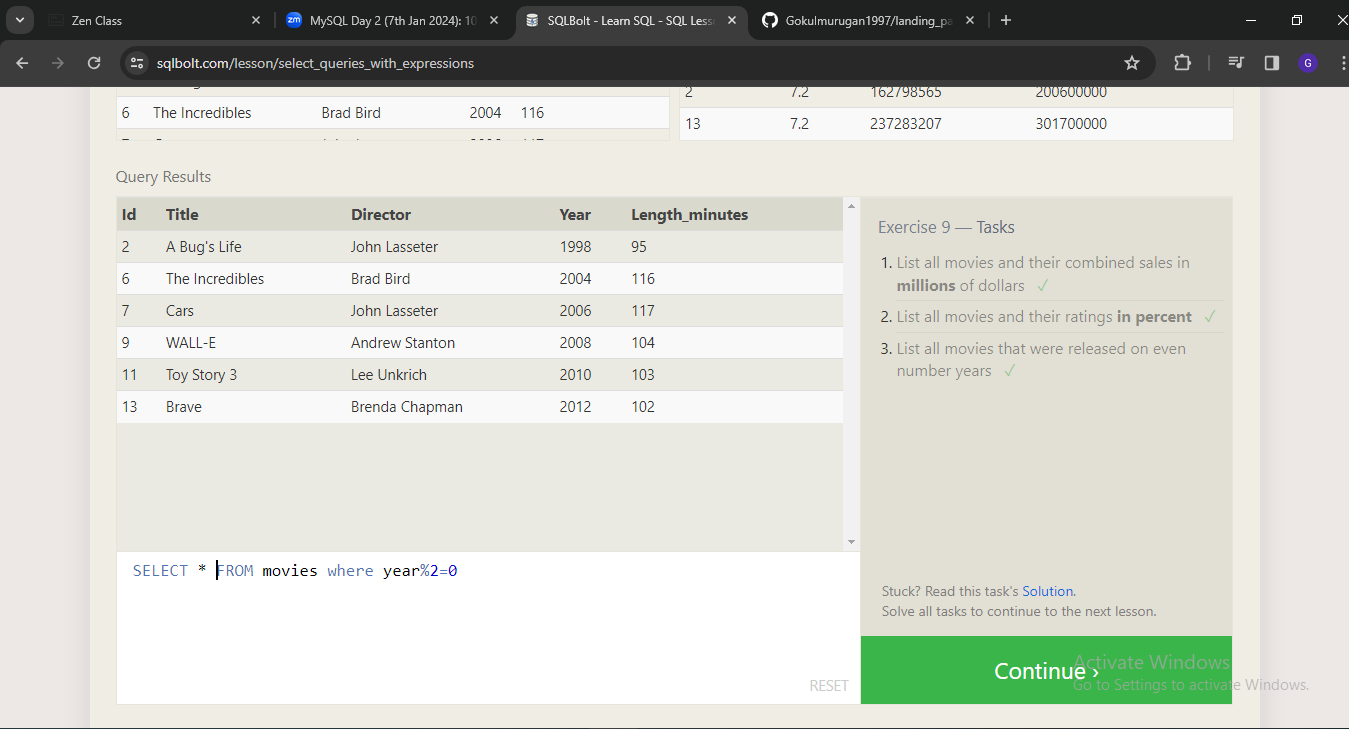 Zen Class
MySQL Day 2 (7th Jan 2024): 10
SQLBolt - Learn SQL - SQL Less
Gokulmurugan1997/landing_pa
sqlbolt.com/lesson/select_queries_with_expressions
G
6 The Incredibles Brad Bird 2004 116
2 7.2 162798565 200600000
13 7.2 237283207 301700000
Query Results
Id Title Director Year Length_minutes
2 A Bug's Life John Lasseter 1998 95
6 The Incredibles Brad Bird 2004 116
7 Cars John Lasseter 2006 117
9 WALL-E Andrew Stanton 2008 104
11 Toy Story 3 Lee Unkrich 2010 103
13 Brave Brenda Chapman 2012 102
Exercise 9 — Tasks
1. List all movies and their combined sales in
millions of dollars ✓
2. List all movies and their ratings in percent ✓
3. List all movies that were released on even
number years ✓
SELECT * FROM movies where year%2=0
RESET
Stuck? Read this task's Solution.
Solve all tasks to continue to the next lesson.
Continue ›
Activate Windows
Go to Settings to activate Windows.